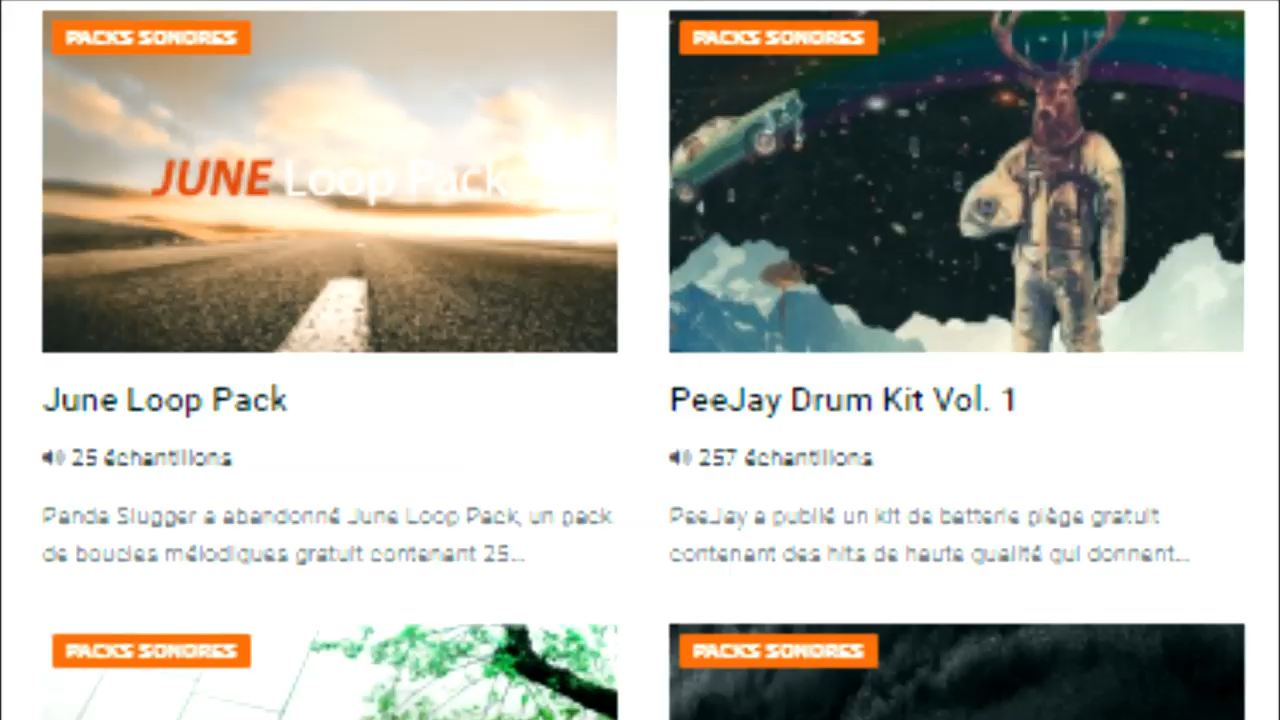 PACKS SONORES
PACKS SONORES
JUNE Loop Pack
June Loop Pack
PeeJay Drum Kit Vol. 1
25 échantillons
257 échantillons
Panda Slugger a abandonné June Loop Pack, un pack
de boucles mélodiques gratuit contenant 25...
PeeJay a publié un kit de batterie piège gratuit
contenant des hits de haute qualité qui donnent...
PACKS SONORES
PACKS SONORES